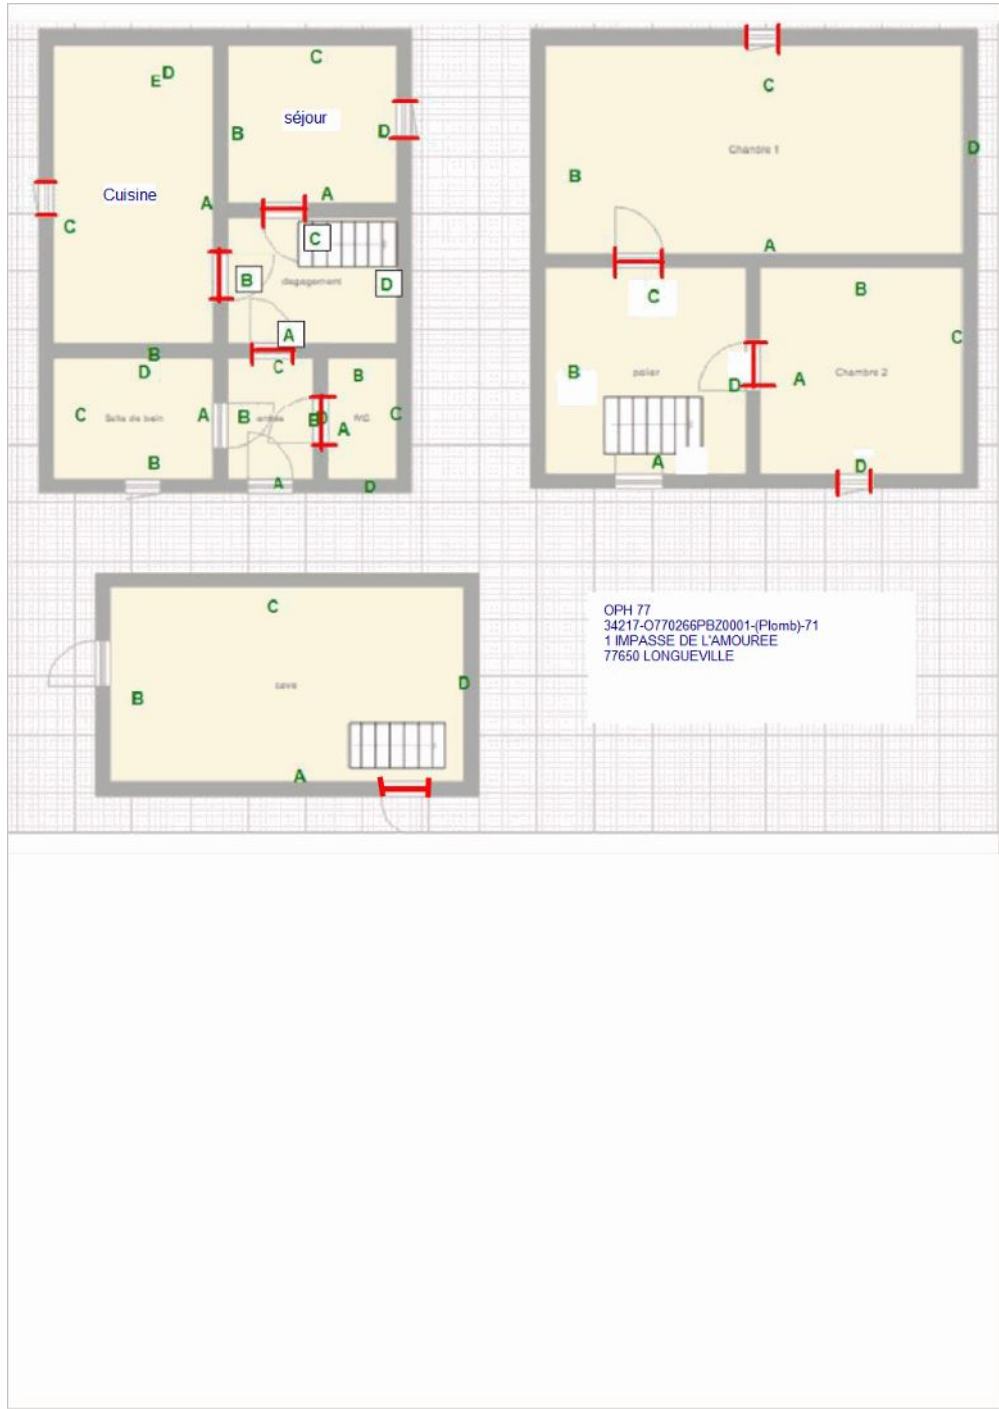 C
D
E
séjour
B
D
Cuisine
A
A
C
C
B
dégagement
D
A
B
D
C
B
C
Salle de bain
A
B
entrée
A
WC
C
B
A
D
C
Chambre 1
D
B
A
C
B
C
B
palier
D
A
Chambre 2
A
D
C
cave
B
D
A
OPH 77
34217-O770266PBZ0001-(Plomb)-71
1 IMPASSE DE L'AMOUREE
77650 LONGUEVILLE